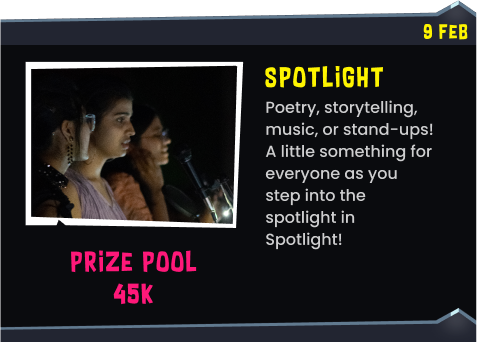 9 FEB
SPOTLiGHT
Poetry, storytelling,
music, or stand-ups!
A little something for
everyone as you
step into the
spotlight in
Spotlight!
PRiZE POOL
45K